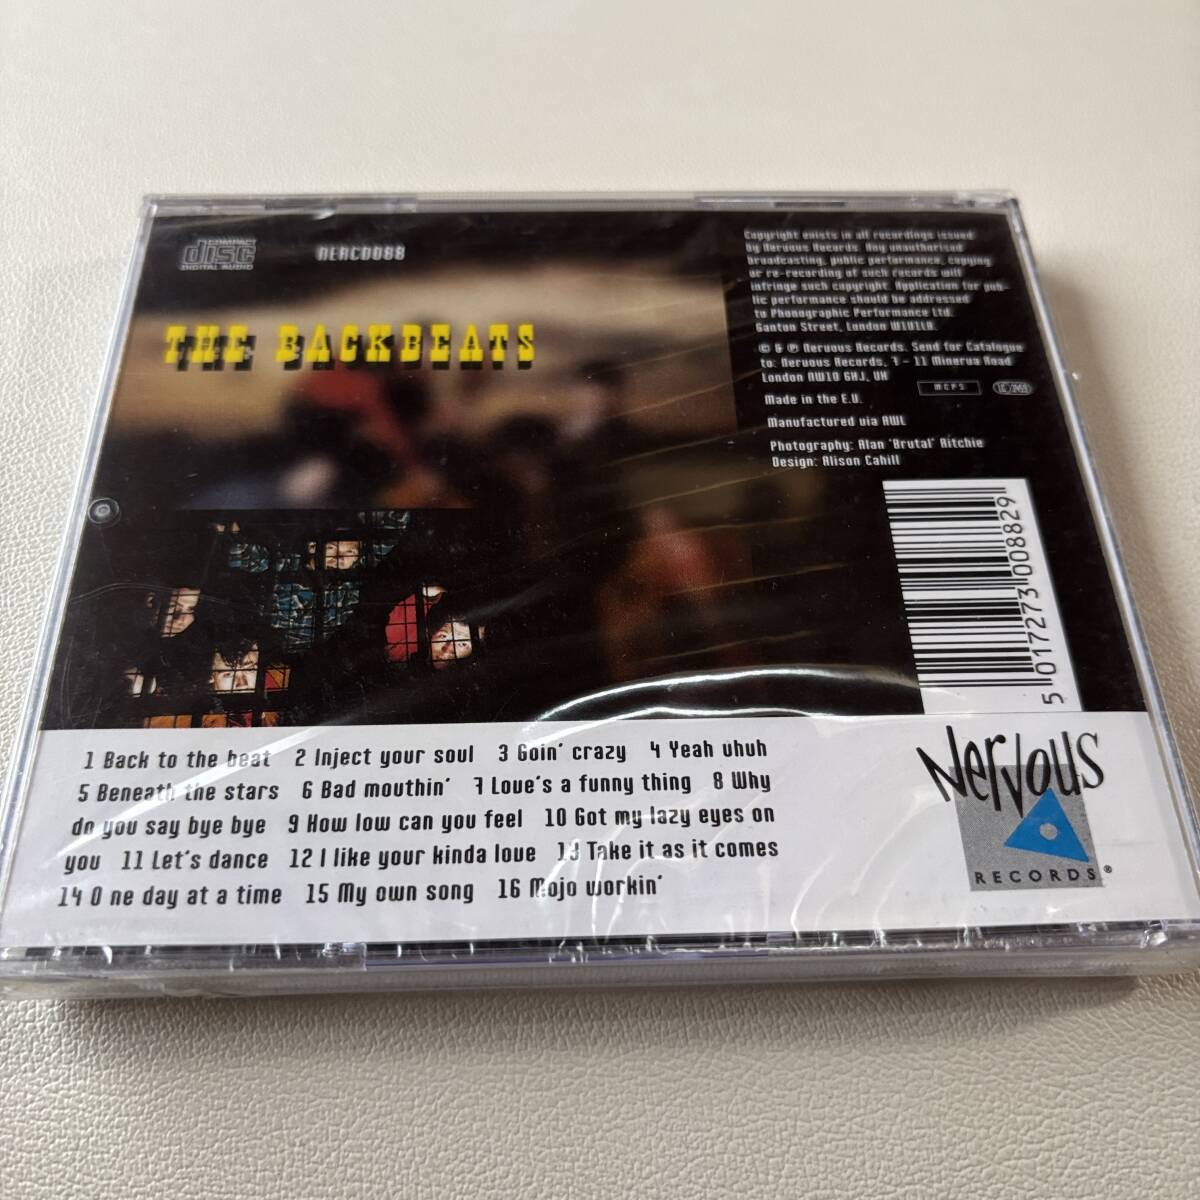 COMPACT
disc
DIGITAL AUDIO
NERCD088
THE BACKBEATS
Copyright exists in all recordings issued
by Nervous Records. Any unauthorised
broadcasting, public performance, copying
or re-recording of such records will
infringe such copyright. Application for pub-
lic performance should be addressed
to Phonographic Performance Ltd.
Ganton Street, London W1V1LB.
© & ℗ Nervous Records. Send for Catalogue
to: Nervous Records, 7 - 11 Minerva Road
London NW10 6HJ, UK
MCPS
Made in the E.U.
Manufactured via AWL
Photography: Alan 'Brutal' Ritchie
Design: Alison Cahill
5 017273 008829
1 Back to the beat 2 Inject your soul 3 Goin' crazy 4 Yeah uhuh
5 Beneath the stars 6 Bad mouthin' 7 Love's a funny thing 8 Why
do you say bye bye 9 How low can you feel 10 Got my lazy eyes on
you 11 Let's dance 12 I like your kinda love 13 Take it as it comes
14 O ne day at a time 15 My own song 16 Mojo workin'
Nervous
RECORDS®